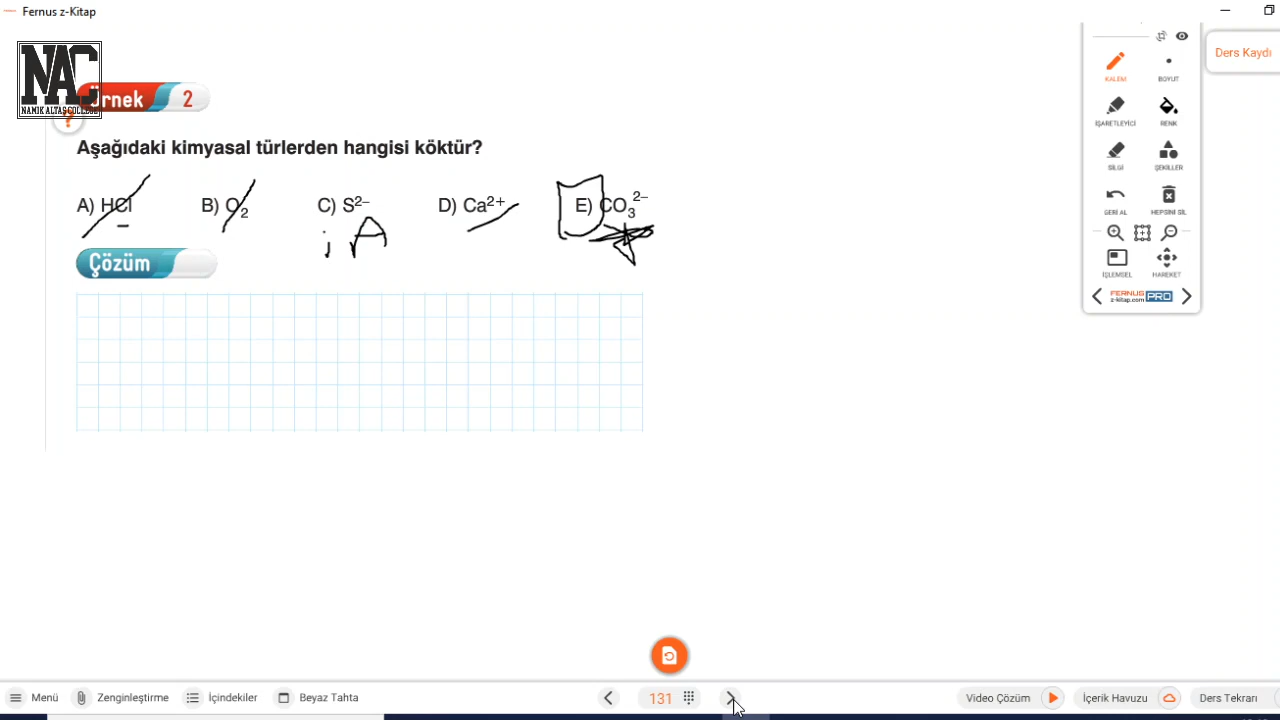 Fernus z-Kitap
NAC
NAMIK ALTAS COLLEGE
Örnek 2
?
Aşağıdaki kimyasal türlerden hangisi köktür?
A) HCl B) O₂ C) S²⁻ D) Ca²⁺ E) CO₃²⁻
i A
Çözüm
Ders Kaydı
KALEM BOYUT
İŞARETLEYİCİ RENK
SİLGİ ŞEKİLLER
GERİ AL HEPSİNİ SİL
İŞLEMSEL HAREKET
FERNUS
z-kitap.com PRO
Menü Zenginleştirme İçindekiler Beyaz Tahta 131 Video Çözüm İçerik Havuzu Ders Tekrarı